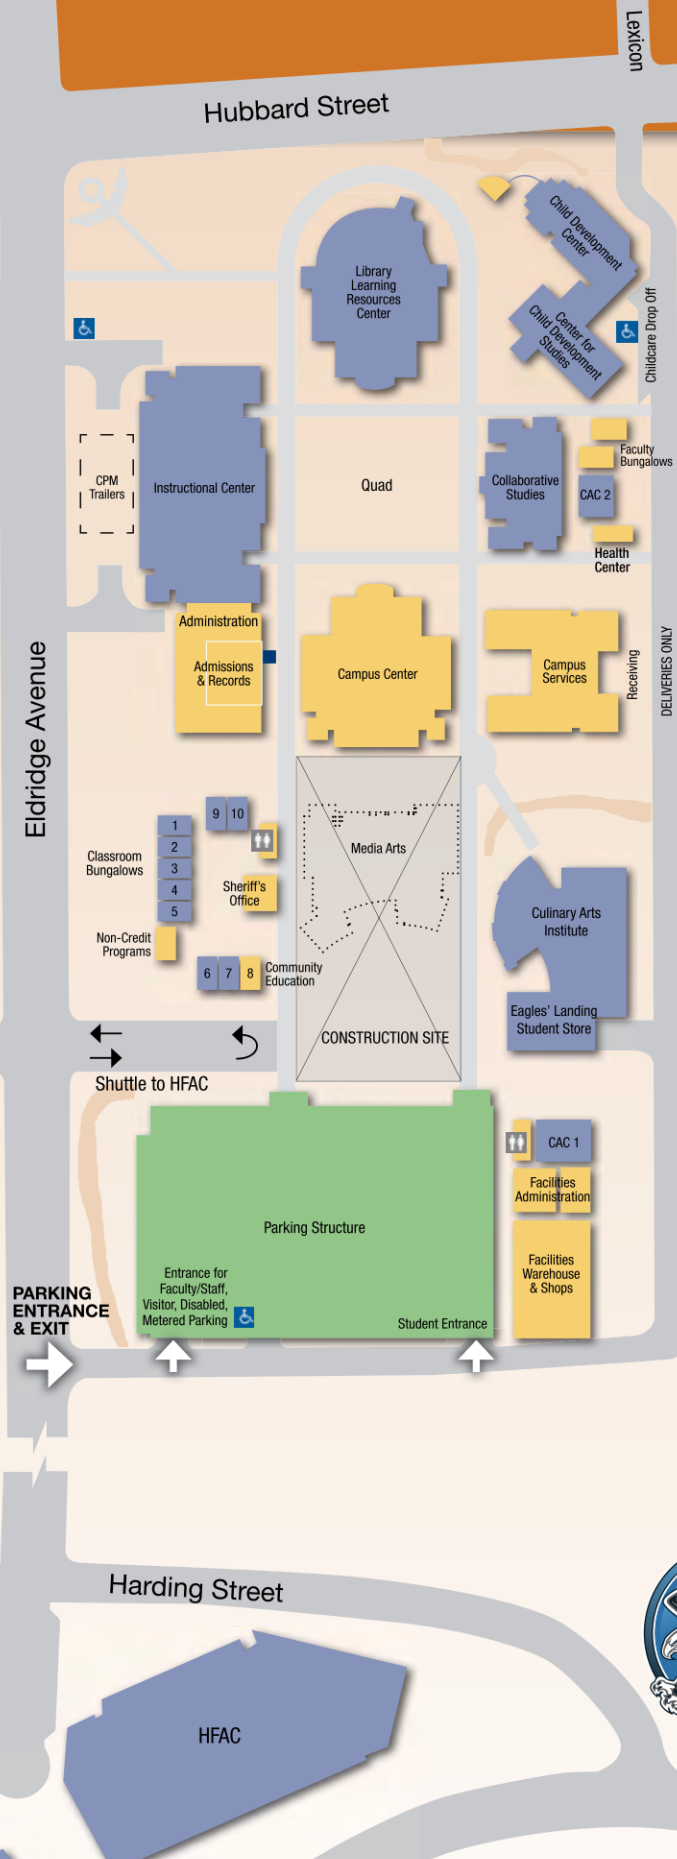 Lexicon
Hubbard Street
Child Development
Center
Library
Learning
Resources
Center
Center for
Child Development
Studies
Childcare Drop Off
CPM
Trailers
Instructional Center
Quad
Collaborative
Studies
Faculty
Bungalows
CAC 2
Health
Center
Administration
Admissions
& Records
Campus Center
Campus
Services
Receiving
DELIVERIES ONLY
Eldridge Avenue
9
10
1
2
3
4
5
Classroom
Bungalows
Media Arts
Sheriff's
Office
Non-Credit
Programs
6
7
8
Community
Education
Culinary Arts
Institute
Eagles' Landing
Student Store
CONSTRUCTION SITE
Shuttle to HFAC
CAC 1
Facilities
Administration
Parking Structure
Facilities
Warehouse
& Shops
Entrance for
Faculty/Staff,
Visitor, Disabled,
Metered Parking
Student Entrance
PARKING
ENTRANCE
& EXIT
Harding Street
HFAC